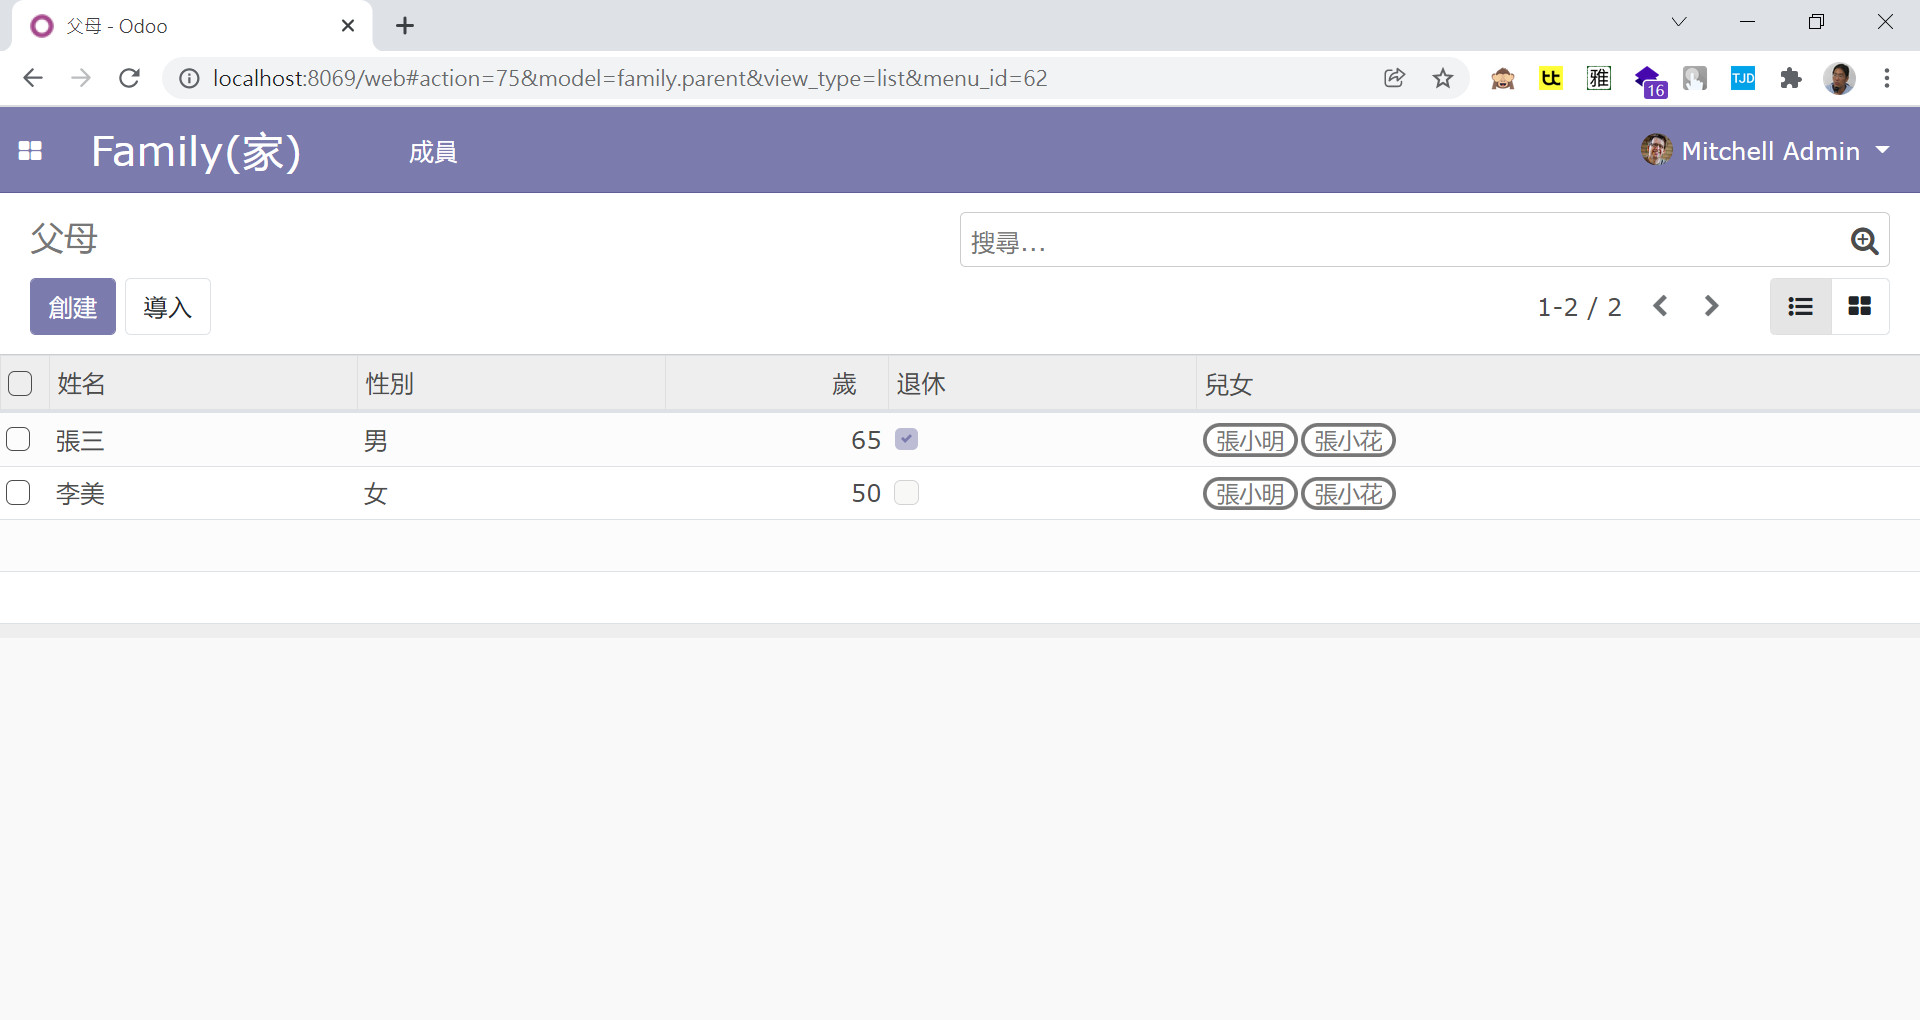 父母 - Odoo
localhost:8069/web#action=75&model=family.parent&view_type=list&menu_id=62
tt 雅 16 TJD
Family(家) 成員 Mitchell Admin
父母 搜尋...
創建 導入 1-2 / 2
姓名 性別 歲 退休 兒女
張三 男 65 張小明 張小花
李美 女 50 張小明 張小花